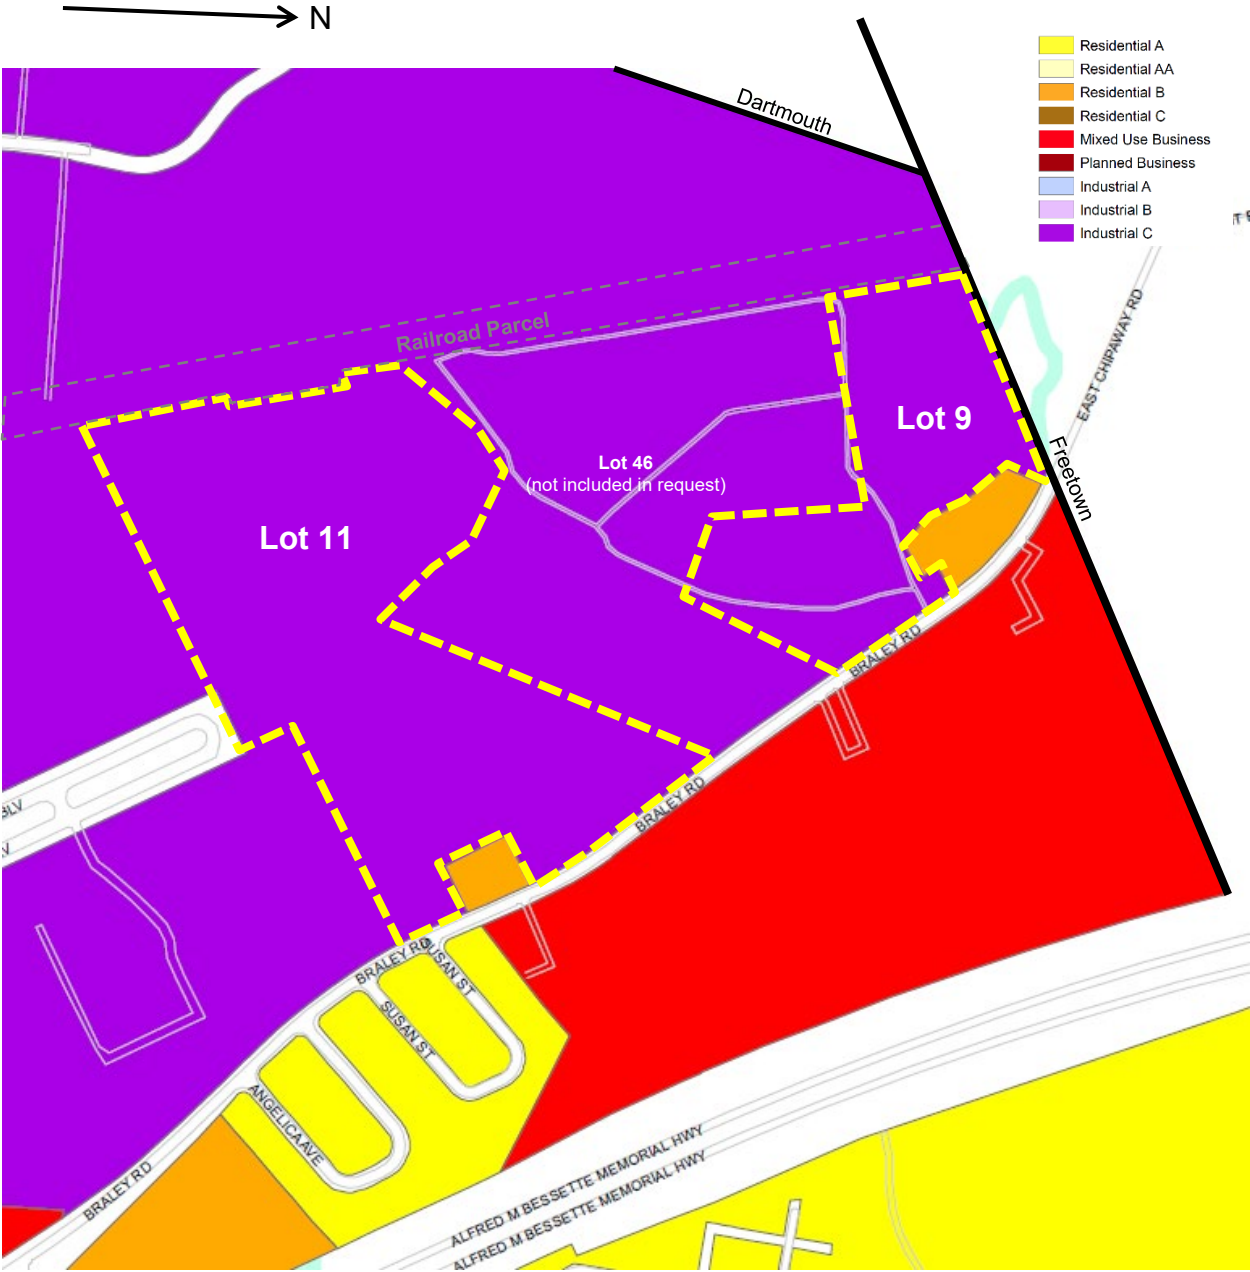 N
Dartmouth
Residential A
Residential AA
Residential B
Residential C
Mixed Use Business
Planned Business
Industrial A
Industrial B
Industrial C
EAST CHIPAWAY RD
Railroad Parcel
Lot 9
Lot 46
(not included in request)
Freetown
Lot 11
BRALEY RD
BRALEY RD
BLV
BRALEY RD
SUSAN ST
SUSAN ST
ANGELICA AVE
BRALEY RD
ALFRED M BESSETTE MEMORIAL HWY
ALFRED M BESSETTE MEMORIAL HWY